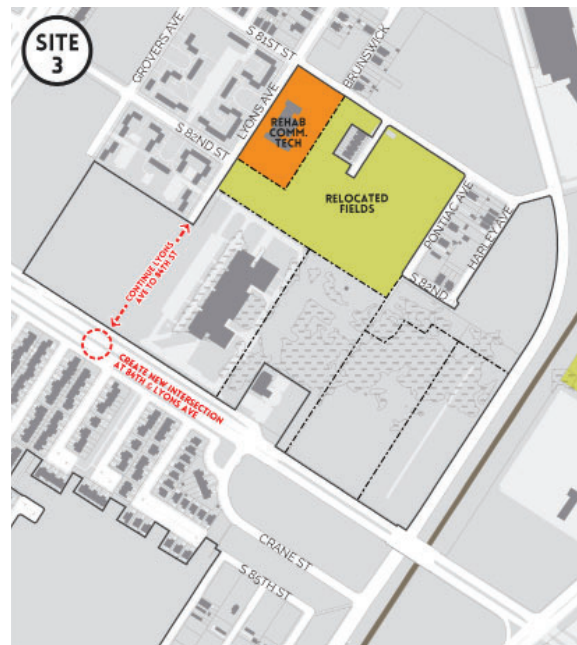 SITE
3
GROVERS AVE
S 81ST ST
BRUNSWICK
LYONS AVE
S 82ND ST
REHAB
COMM.
TECH
RELOCATED
FIELDS
PONTIAC AVE
HARLEY AVE
S 82ND
CONTINUE LYONS
AVE TO 84TH ST
CREATE NEW INTERSECTION
AT 84TH & LYONS AVE
CRANE ST
S 85TH ST